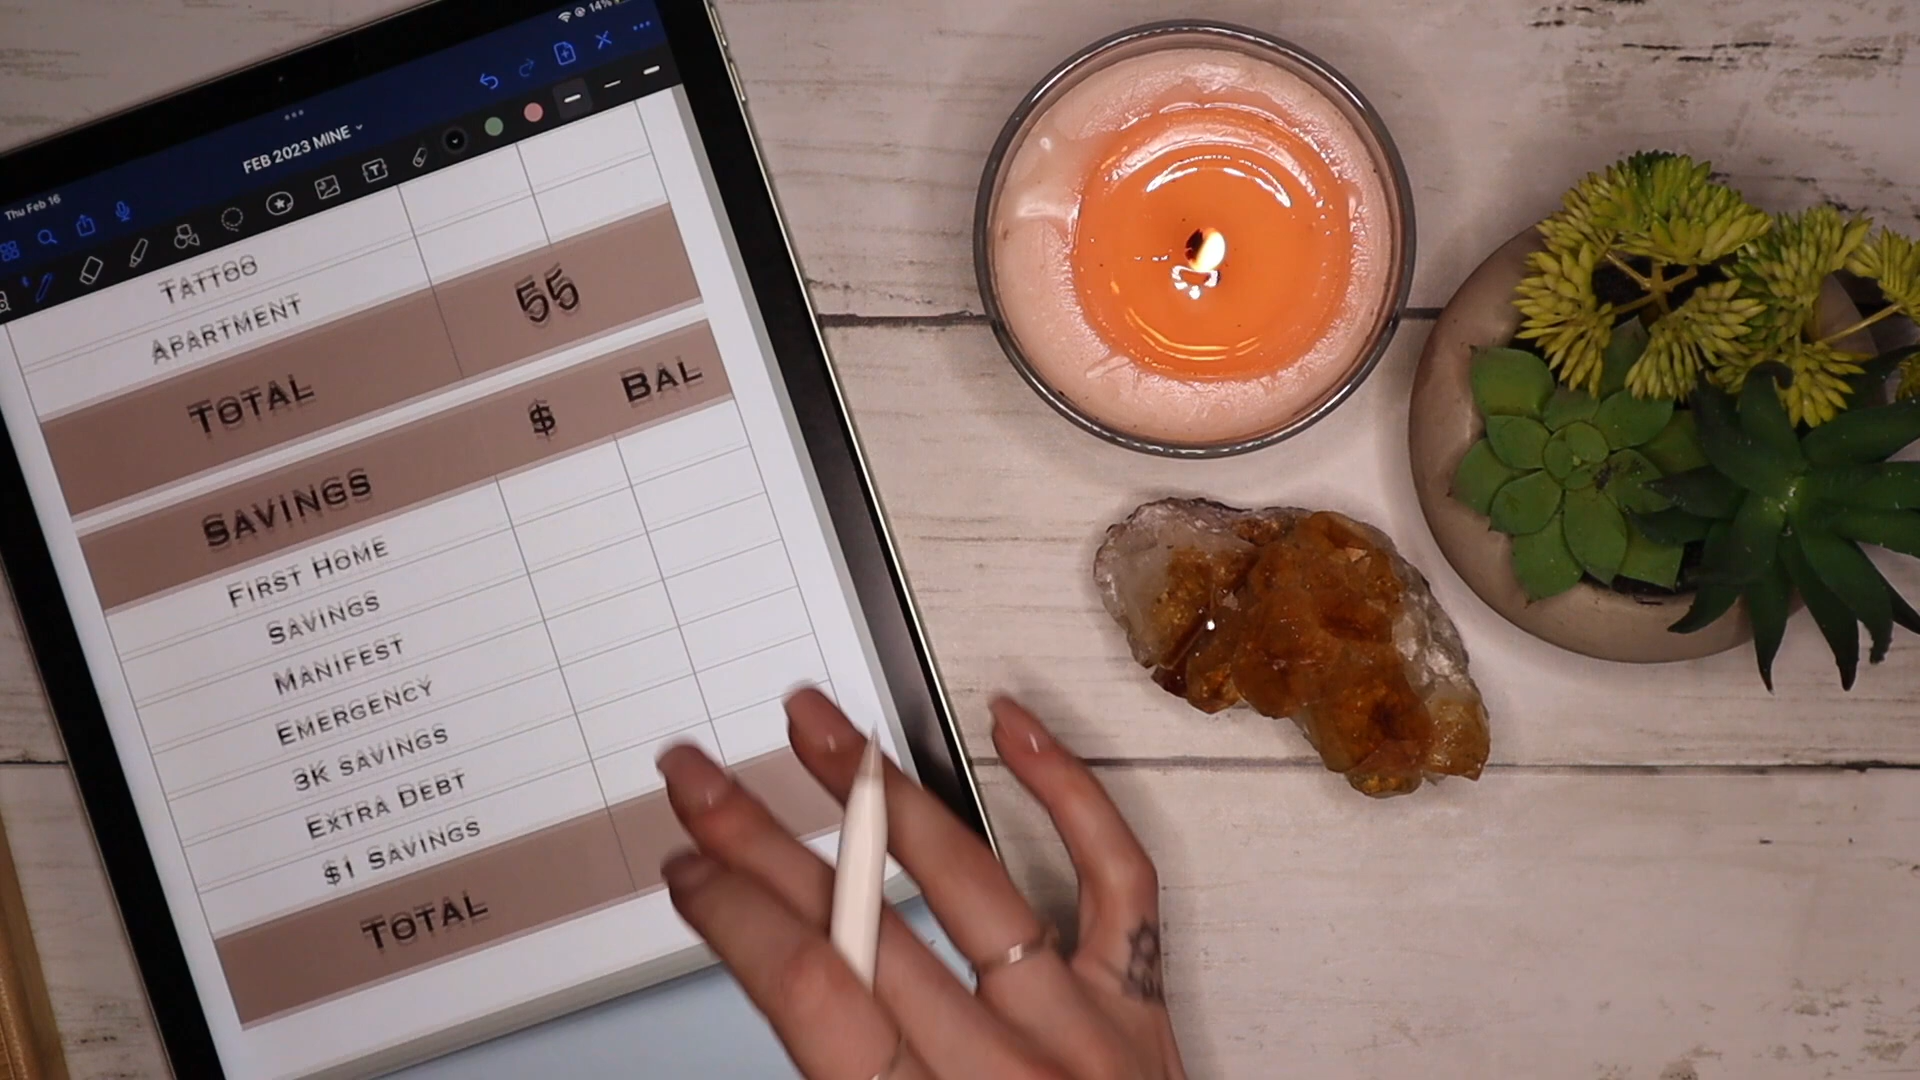 14%
Thu Feb 16
FEB 2023 MINE
TATTOO
APARTMENT
TOTAL 55
SAVINGS $ BAL
FIRST HOME
SAVINGS
MANIFEST
EMERGENCY
3K SAVINGS
EXTRA DEBT
$1 SAVINGS
TOTAL